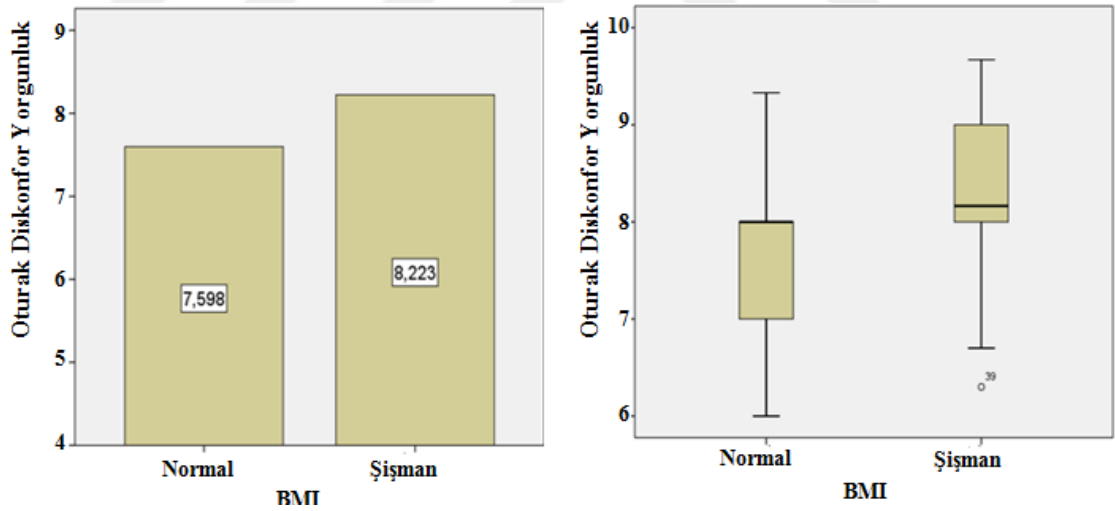 Oturak Diskonfor Yorgunluk
9
8
7
6
5
4
7,598
8,223
Normal
Şişman
BMI
Oturak Diskonfor Yorgunluk
10
9
8
7
6
39
Normal
Şişman
BMI